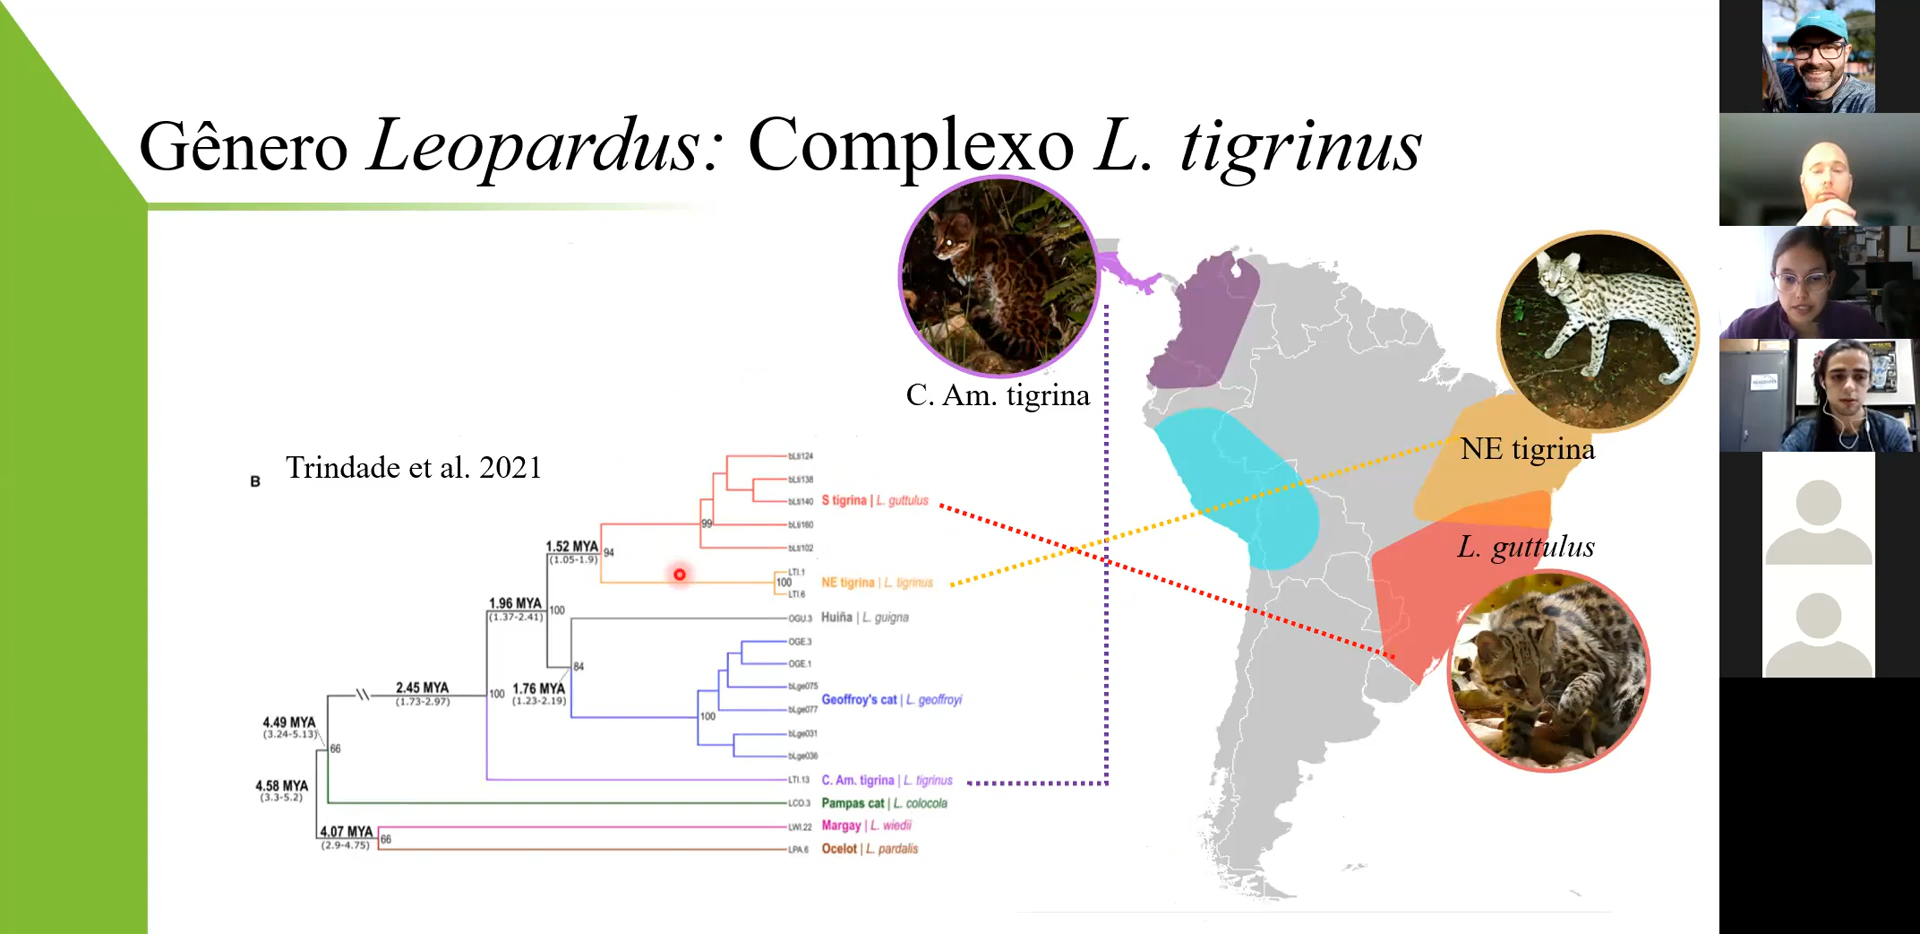 Gênero Leopardus: Complexo L. tigrinus
C. Am. tigrina
NE tigrina
L. guttulus
B
Trindade et al. 2021
bLti124
bLti138
bLti140
S tigrina | L. guttulus
99
bLti160
bLti102
1.52 MYA
(1.05-1.9)
94
LTI.1
100
NE tigrina | L. tigrinus
LTI.6
1.96 MYA
(1.37-2.41)
100
OGU.3
Huiña | L. guigna
OGE.3
OGE.1
84
1.76 MYA
(1.23-2.19)
bLge075
Geoffroy's cat | L. geoffroyi
bLge077
100
bLge031
bLge036
2.45 MYA
(1.73-2.97)
100
4.49 MYA
(3.24-5.13)
66
LTI.13
C. Am. tigrina | L. tigrinus
4.58 MYA
(3.3-5.2)
LCO.3
Pampas cat | L. colocola
LWI.22
Margay | L. wiedii
4.07 MYA
(2.9-4.75)
66
LPA.6
Ocelot | L. pardalis